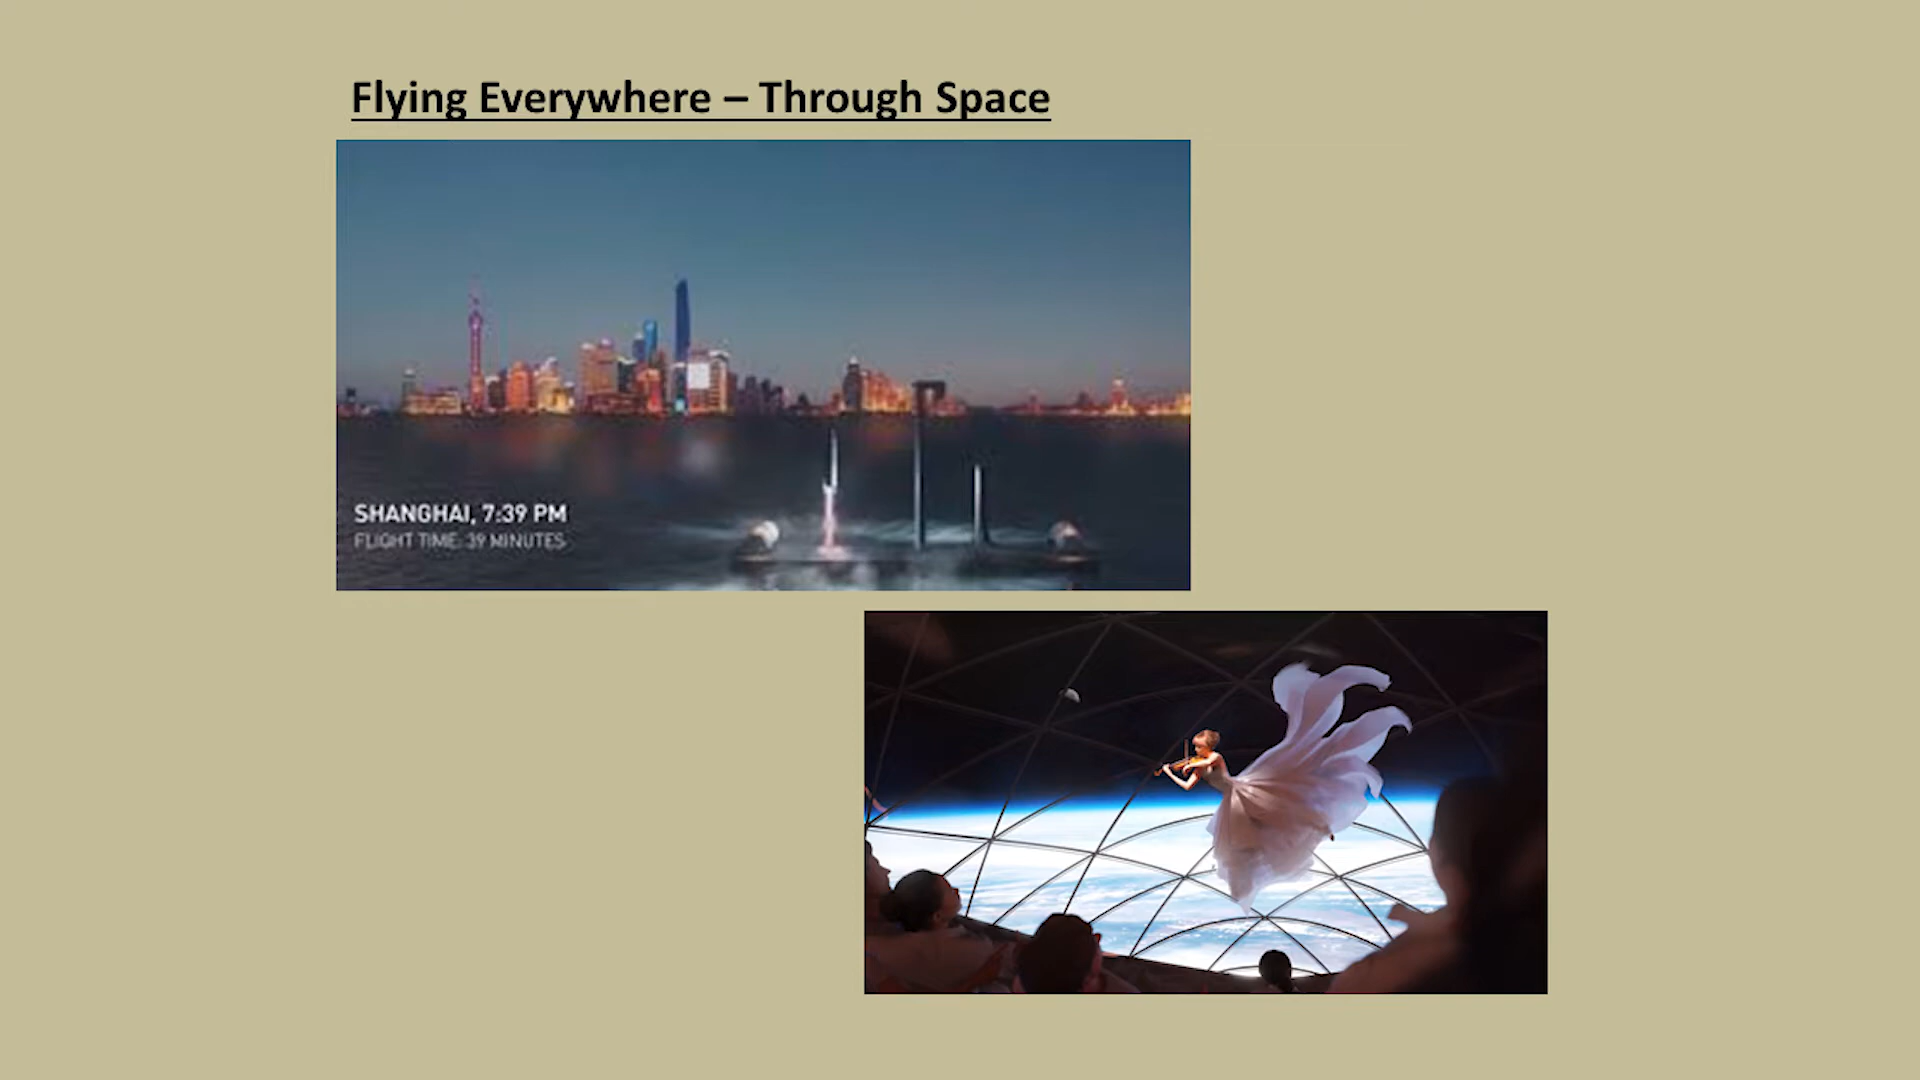 Flying Everywhere – Through Space
SHANGHAI, 7:39 PM
FLIGHT TIME: 39 MINUTES